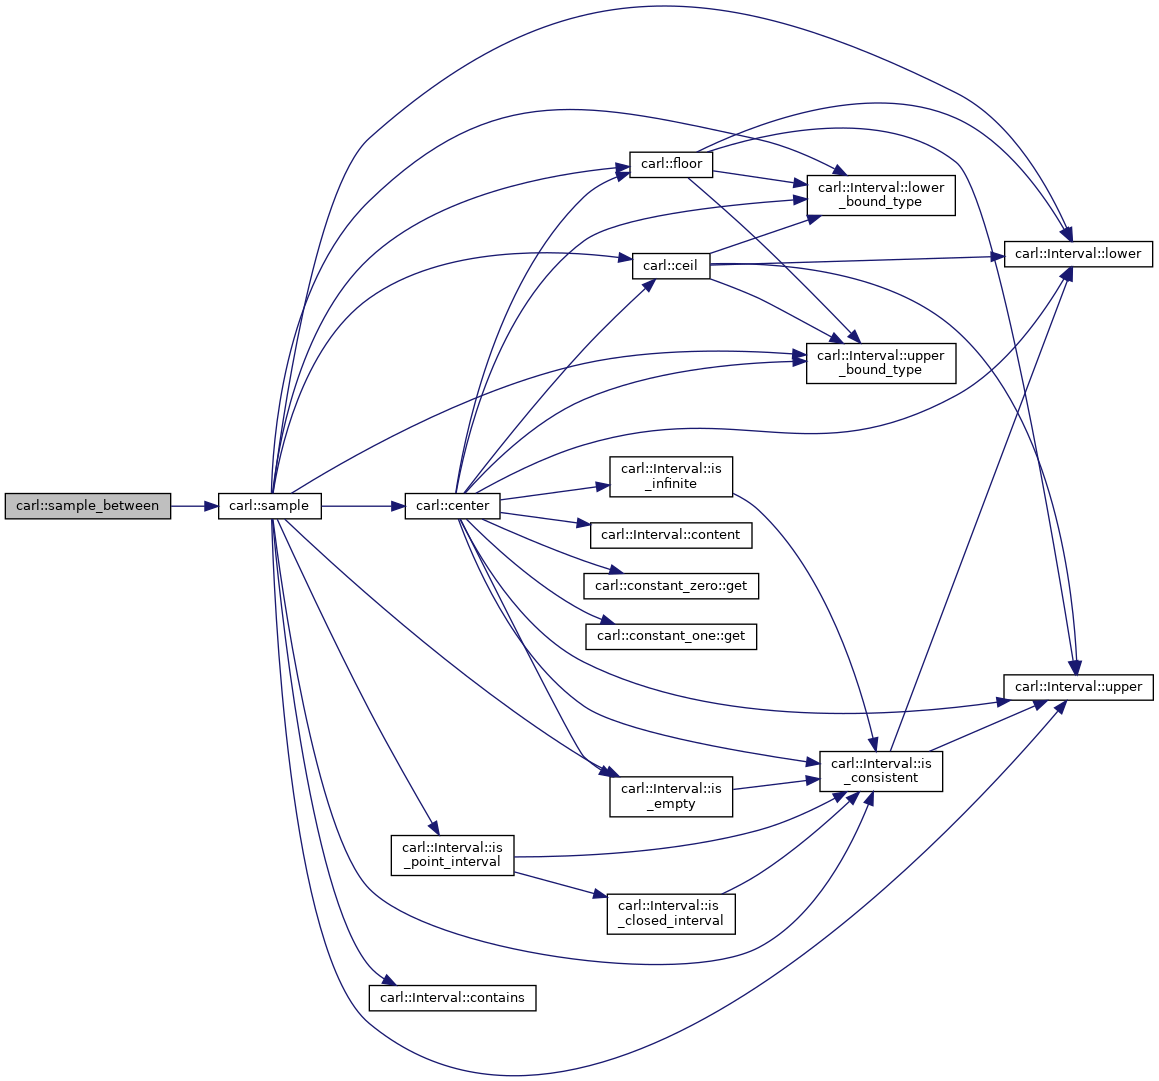 carl::floor
carl::Interval::lower
_bound_type
carl::Interval::lower
carl::ceil
carl::Interval::upper
_bound_type
carl::Interval::is
_infinite
carl::sample_between
carl::sample
carl::center
carl::Interval::content
carl::constant_zero::get
carl::constant_one::get
carl::Interval::upper
carl::Interval::is
_consistent
carl::Interval::is
_empty
carl::Interval::is
_point_interval
carl::Interval::is
_closed_interval
carl::Interval::contains